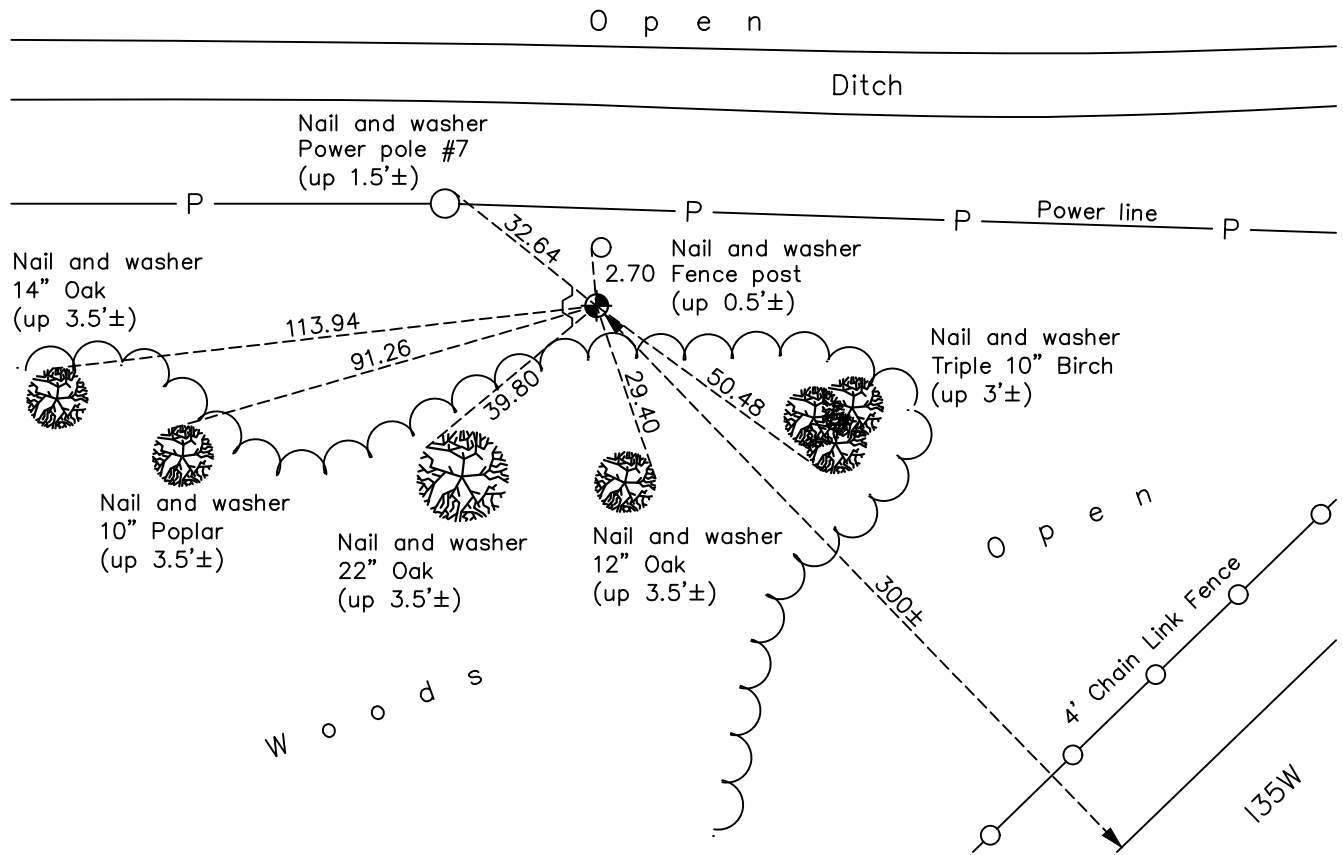 O p e n
Ditch
Nail and washer
Power pole #7
(up 1.5'±)
P
P
P
Power line
P
32.64
Nail and washer
Fence post
(up 0.5'±)
2.70
Nail and washer
14” Oak
(up 3.5'±)
113.94
91.26
39.80
29.40
50.48
Nail and washer
Triple 10” Birch
(up 3'±)
Nail and washer
10” Poplar
(up 3.5'±)
Nail and washer
22” Oak
(up 3.5'±)
Nail and washer
12” Oak
(up 3.5'±)
O p e n
300±
4' Chain Link Fence
W o o d s
I35W